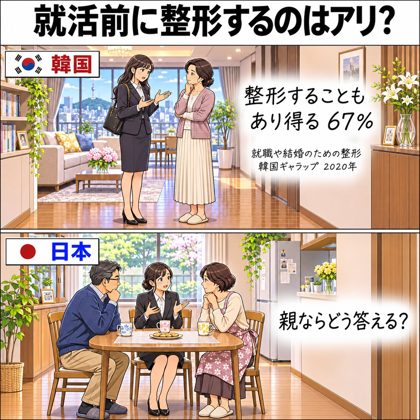 就活前に整形するのはアリ?
韓国
整形することも
あり得る 67%
就職や結婚のための整形
韓国ギャラップ 2020年
日本
親ならどう答える?